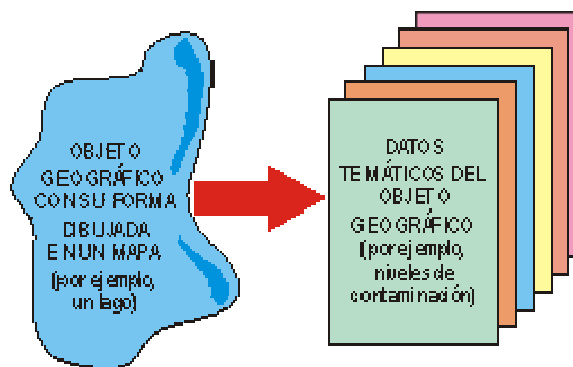 OBJETO
GEOGRÁFICO
CON SU FORMA
DIBUJADA
EN UN MAPA
(por ejemplo,
un lago)
DATOS
TEMÁTICOS DEL
OBJETO
GEOGRÁFICO
(por ejemplo,
niveles de
contaminación)